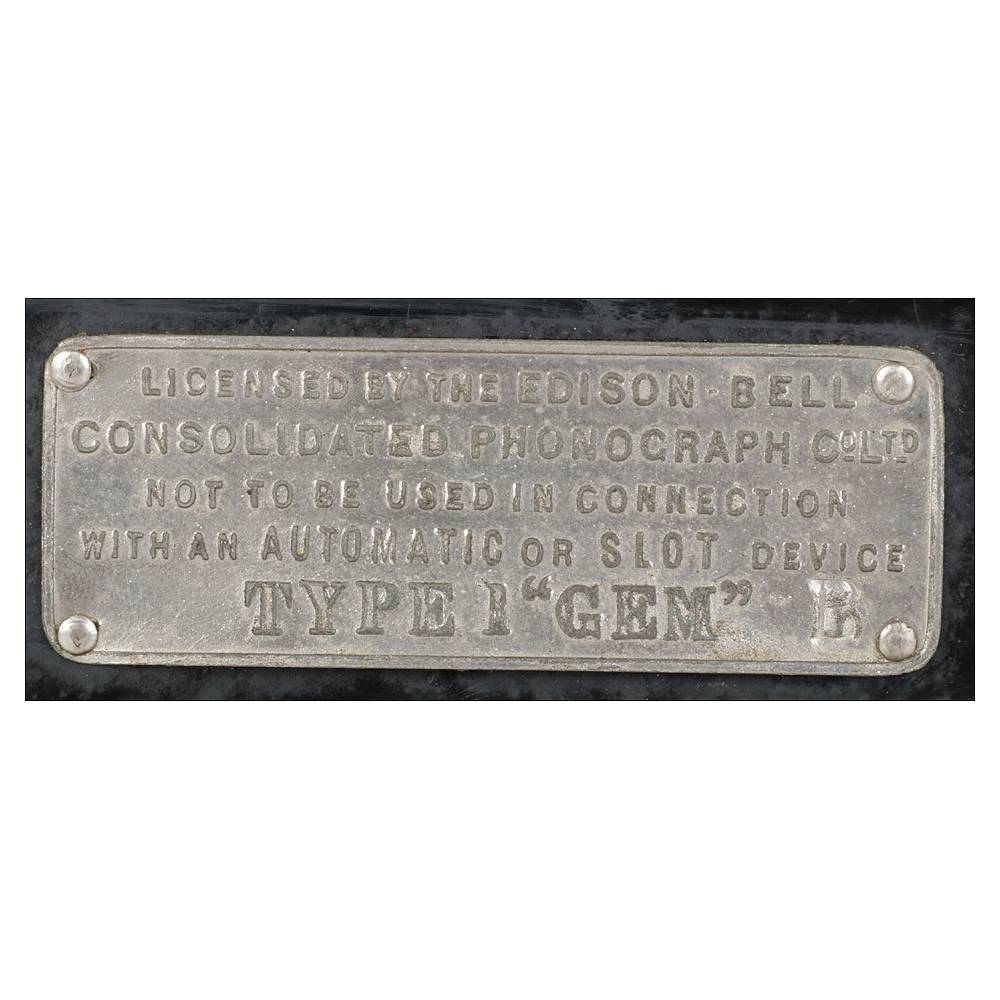 LICENSED BY THE EDISON-BELL
CONSOLIDATED PHONOGRAPH Cº LTD
NOT TO BE USED IN CONNECTION
WITH AN AUTOMATIC OR SLOT DEVICE
TYPE 1 “GEM”